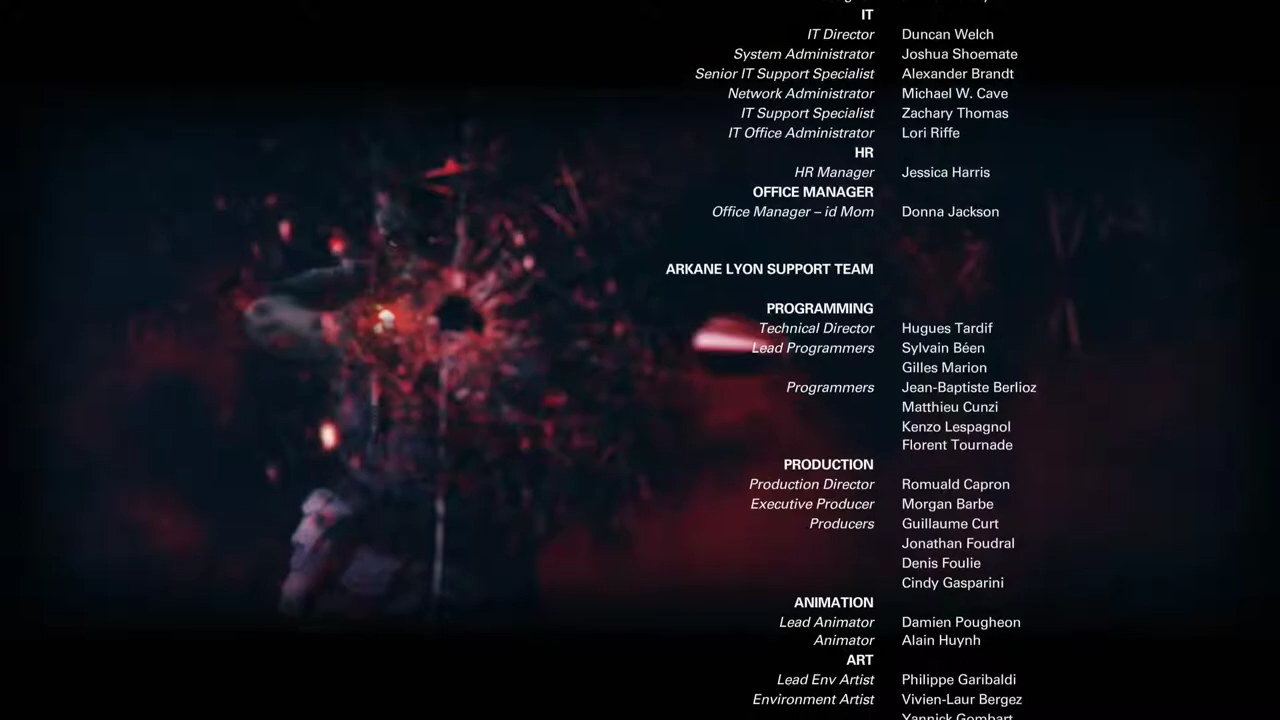 IT
IT Director Duncan Welch
System Administrator Joshua Shoemate
Senior IT Support Specialist Alexander Brandt
Network Administrator Michael W. Cave
IT Support Specialist Zachary Thomas
IT Office Administrator Lori Riffe
HR
HR Manager Jessica Harris
OFFICE MANAGER
Office Manager – id Mom Donna Jackson
ARKANE LYON SUPPORT TEAM
PROGRAMMING
Technical Director Hugues Tardif
Lead Programmers Sylvain Béen
Gilles Marion
Programmers Jean-Baptiste Berlioz
Matthieu Cunzi
Kenzo Lespagnol
Florent Tournade
PRODUCTION
Production Director Romuald Capron
Executive Producer Morgan Barbe
Producers Guillaume Curt
Jonathan Foudral
Denis Foulie
Cindy Gasparini
ANIMATION
Lead Animator Damien Pougheon
Animator Alain Huynh
ART
Lead Env Artist Philippe Garibaldi
Environment Artist Vivien-Laur Bergez
Yannick Gombart